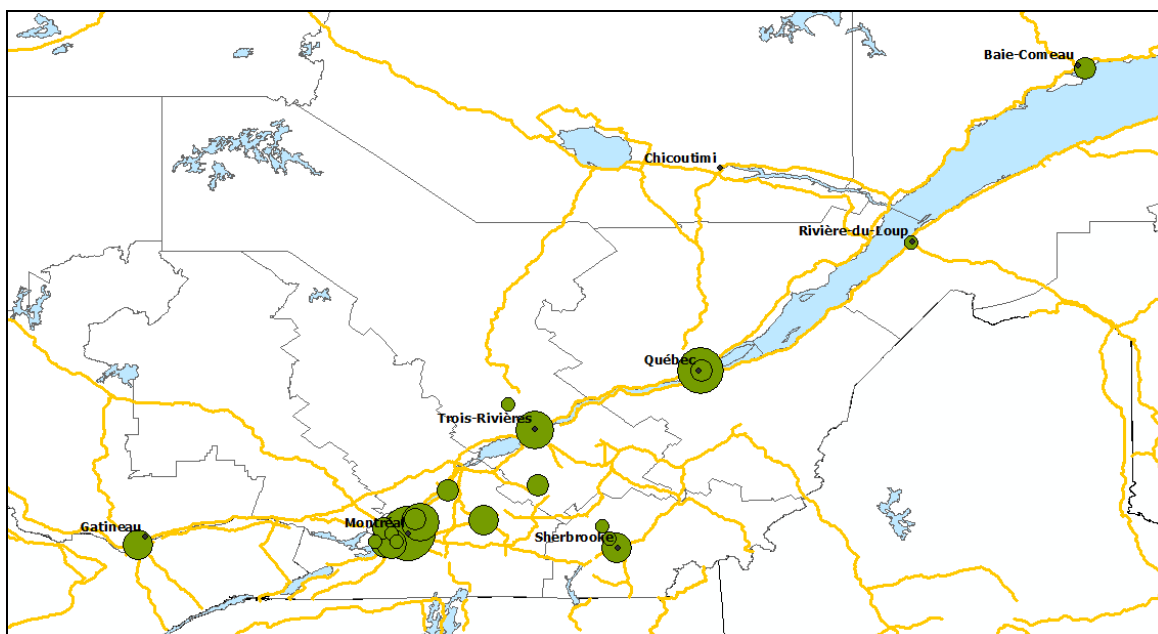 Baie-Comeau
Chicoutimi
Rivière-du-Loup
Québec
Trois-Rivières
Montréal
Gatineau
Sherbrooke